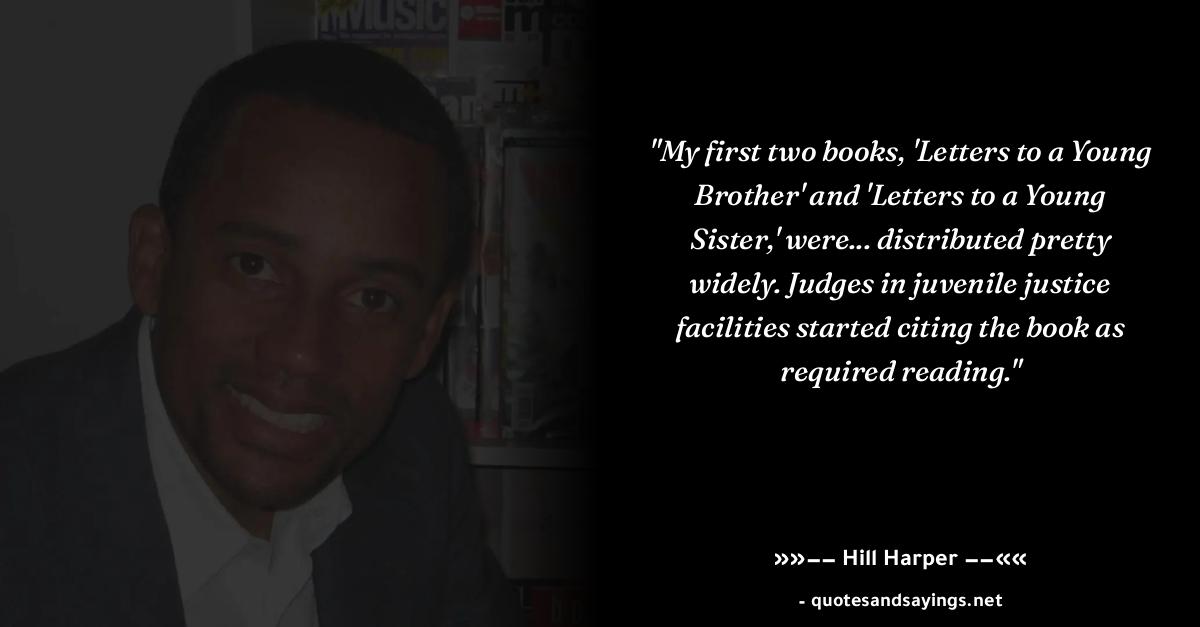 MUSIC
"My first two books, 'Letters to a Young
Brother' and 'Letters to a Young
Sister,' were... distributed pretty
widely. Judges in juvenile justice
facilities started citing the book as
required reading."
»»–– Hill Harper ––««
- quotesandsayings.net